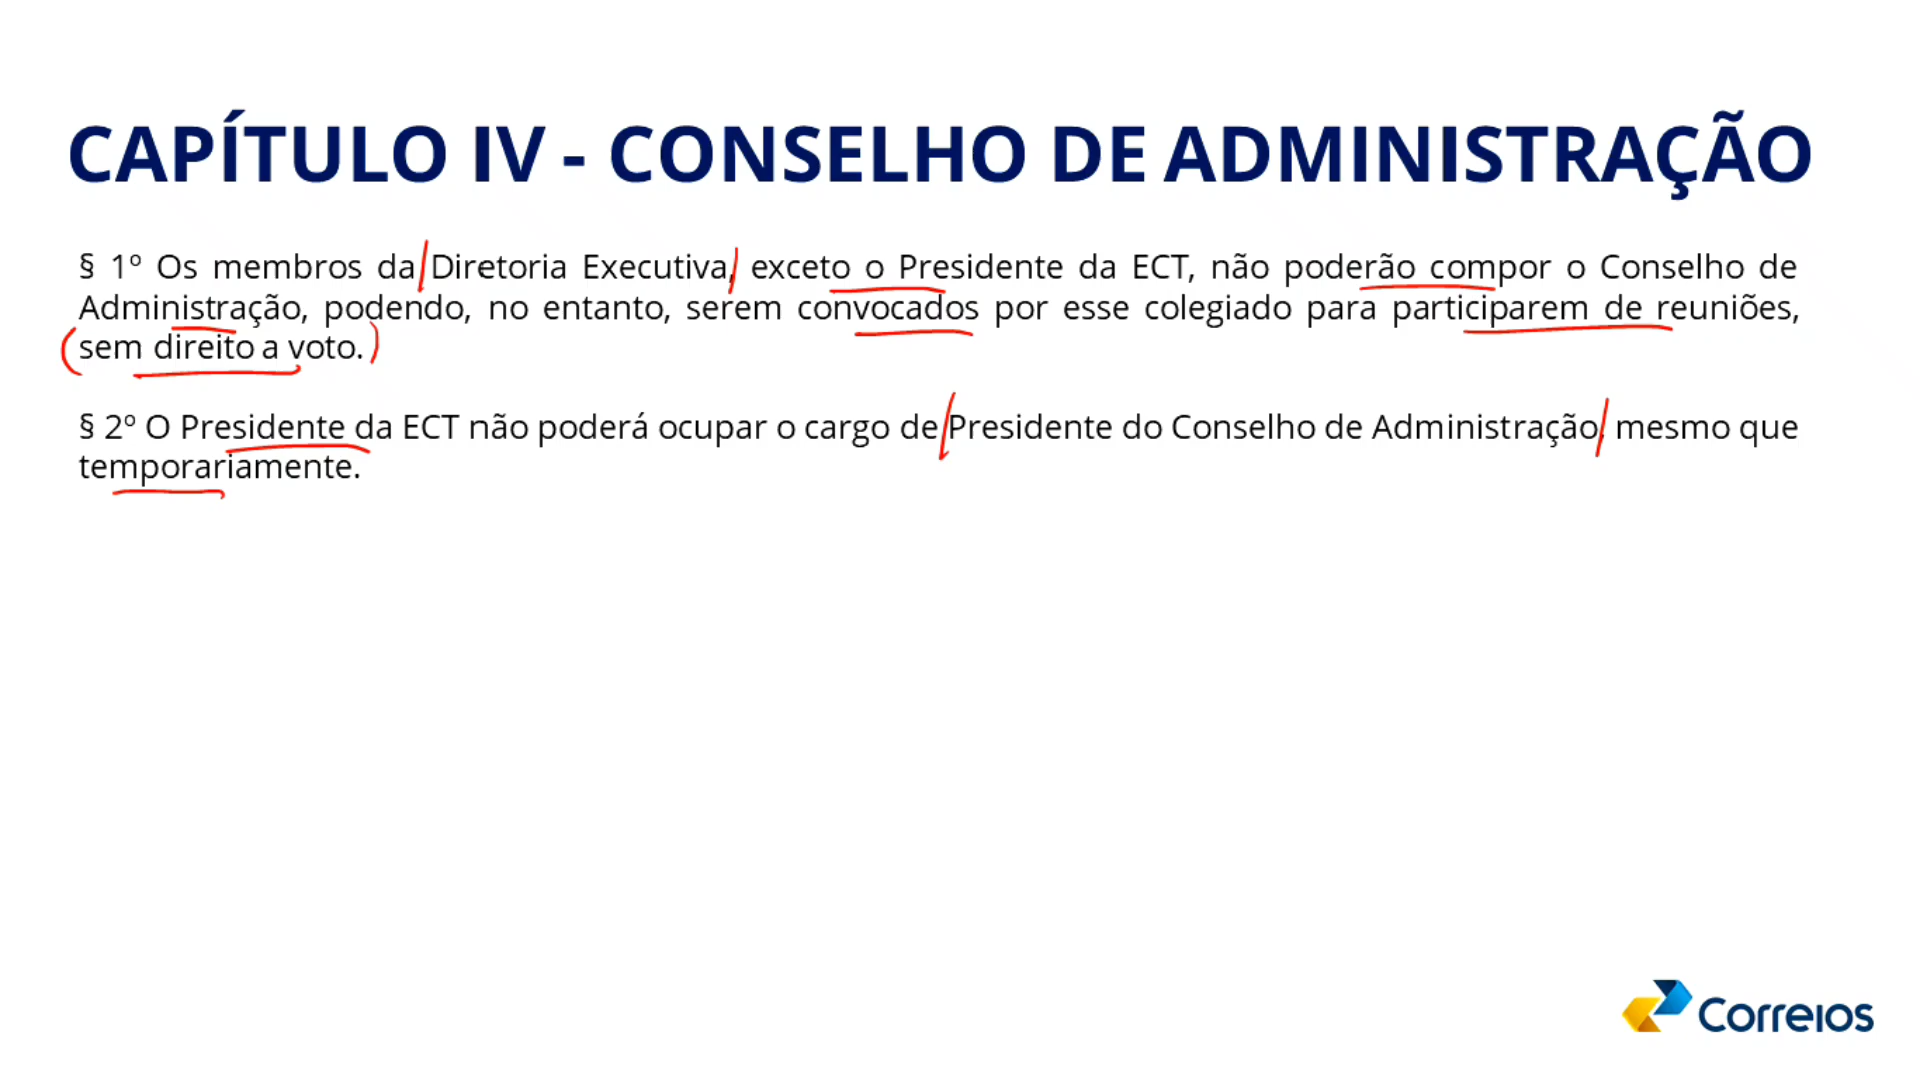 CAPÍTULO IV - CONSELHO DE ADMINISTRAÇÃO
§ 1º Os membros da Diretoria Executiva, exceto o Presidente da ECT, não poderão compor o Conselho de
Administração, podendo, no entanto, serem convocados por esse colegiado para participarem de reuniões,
sem direito a voto.
§ 2º O Presidente da ECT não poderá ocupar o cargo de Presidente do Conselho de Administração, mesmo que
temporariamente.
Correios